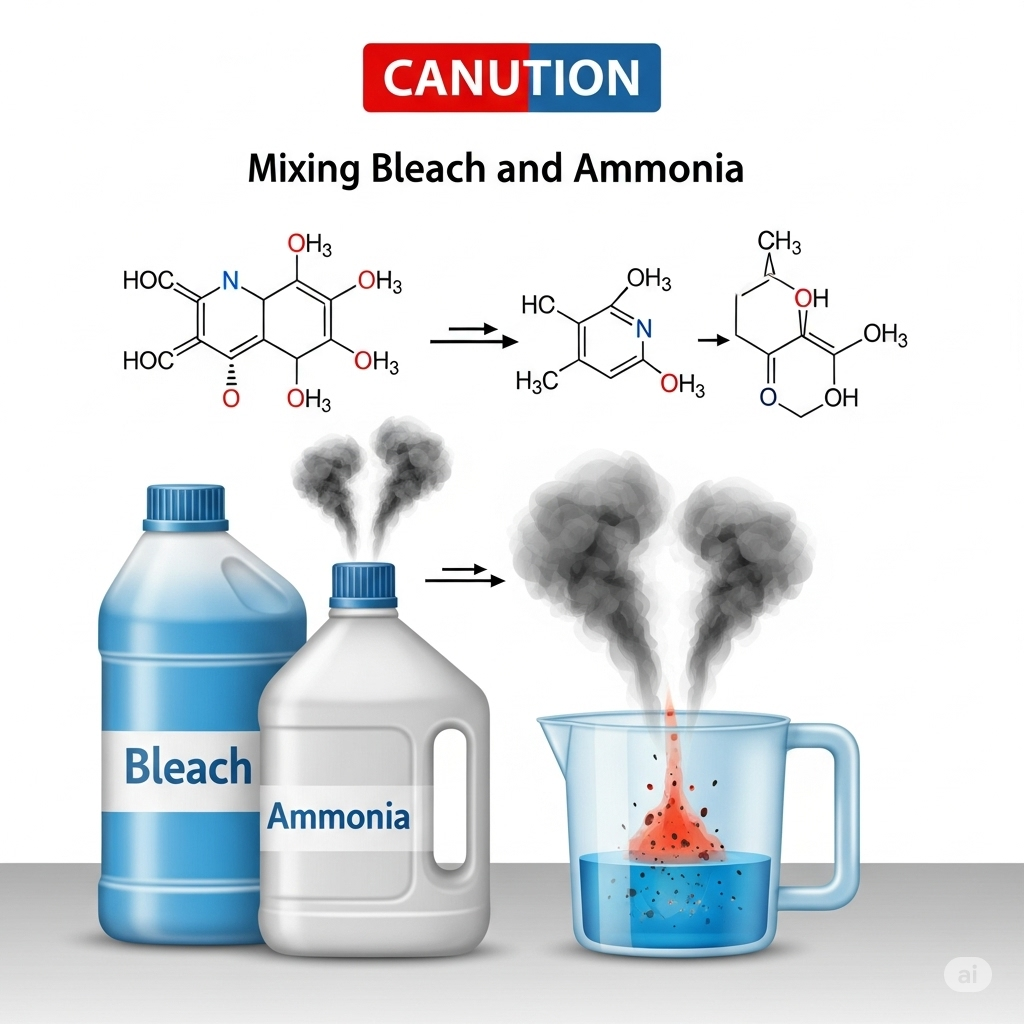 CANUTION
Mixing Bleach and Ammonia
OH₃
HOC N OH₃
HOC OH₃
O OH₃
OH₃
HC N
H₃C OH₃
CH₃
OH
OH₃
O OH
Bleach
Ammonia
ai